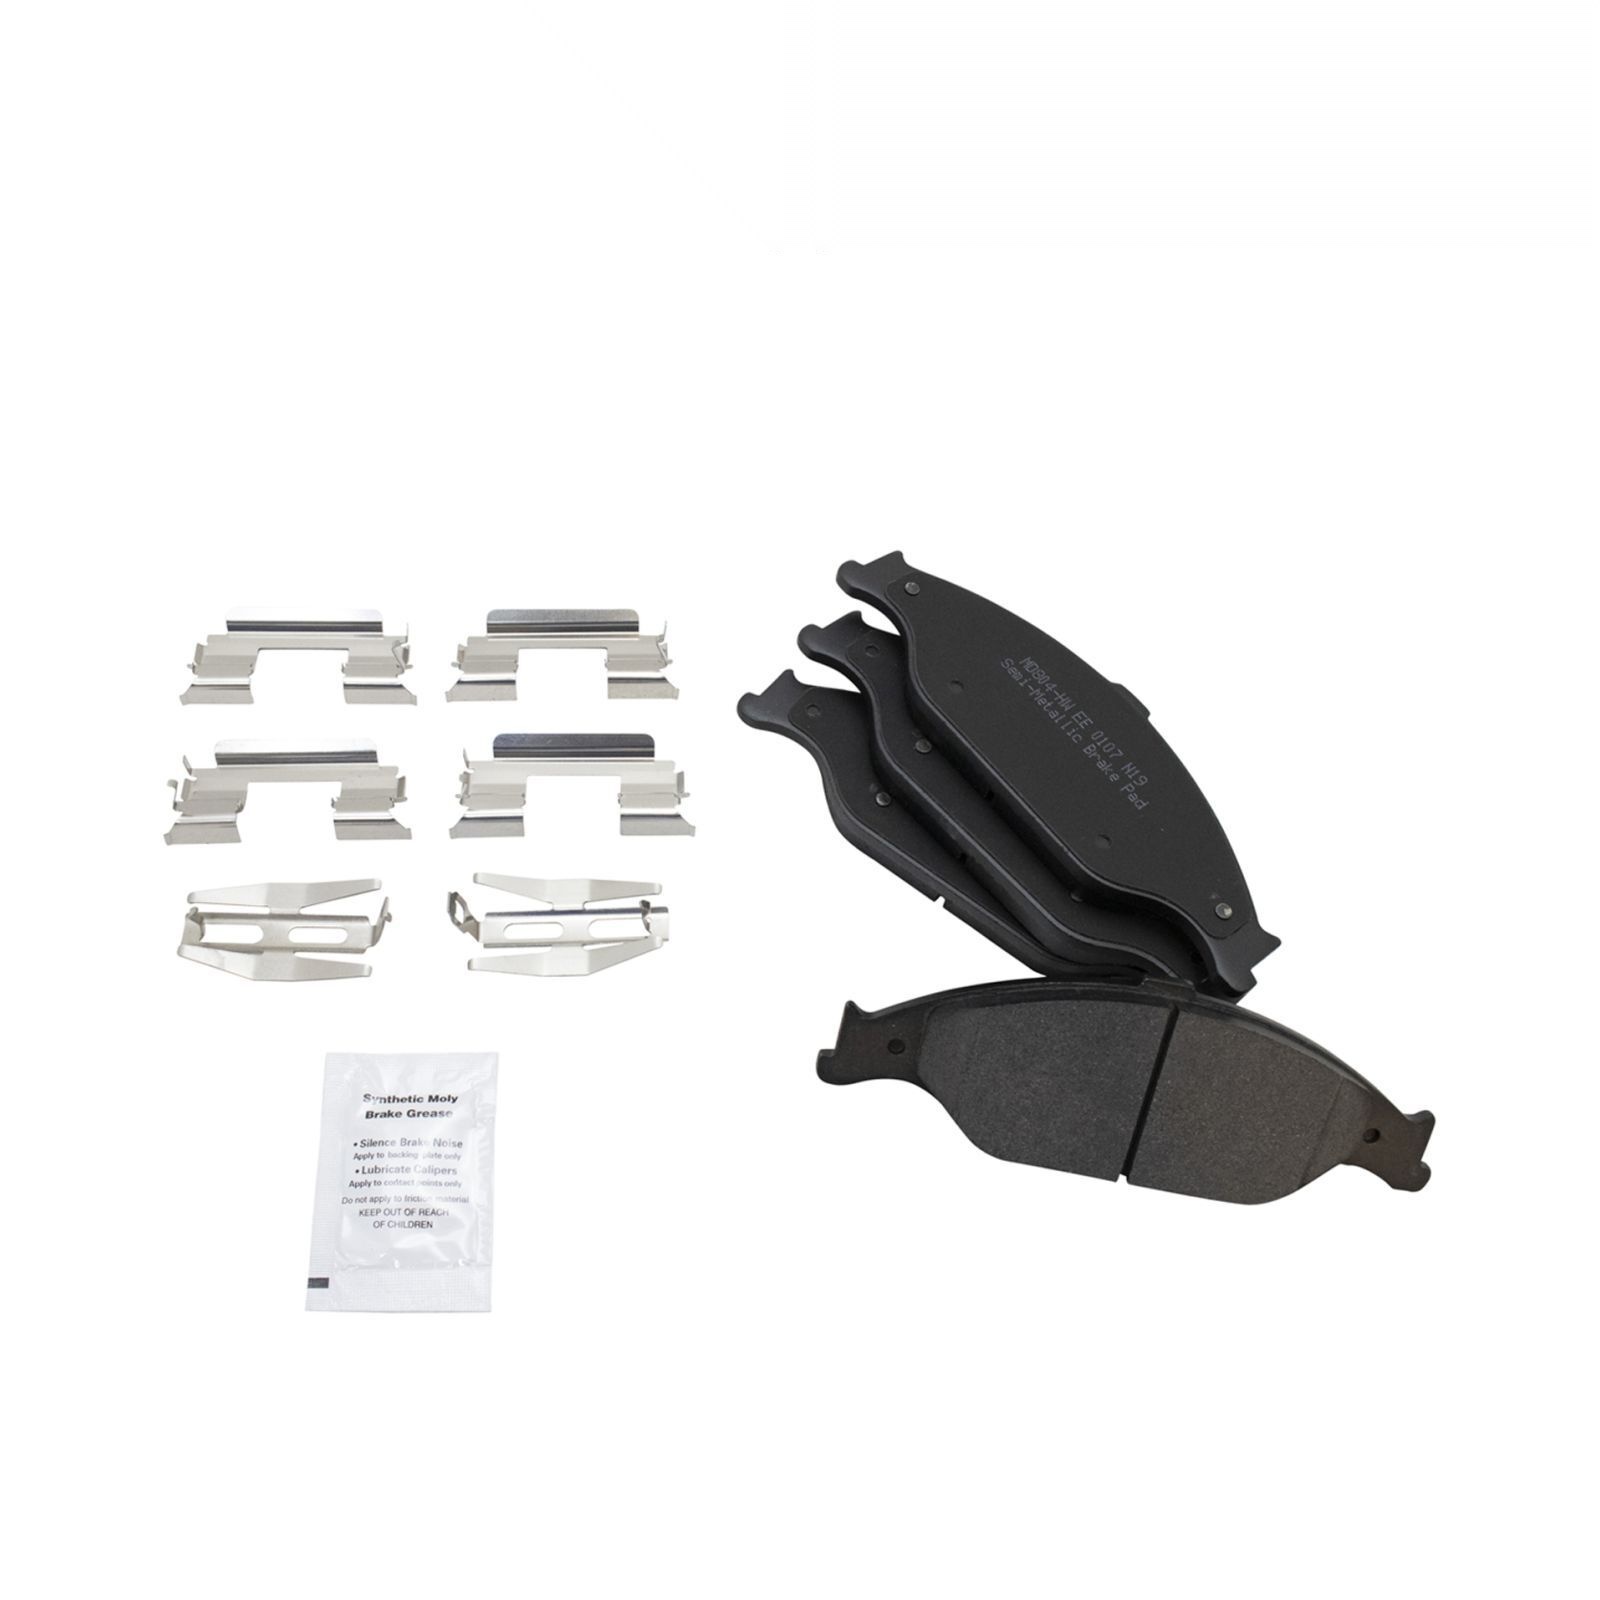 MD804-HW EE 0107 N19
Semi-Metallic Brake Pad
Synthetic Moly
Brake Grease
• Silence Brake Noise
Apply to backing plate only
• Lubricate Calipers
Apply to contact points only
Do not apply to friction material
KEEP OUT OF REACH
OF CHILDREN